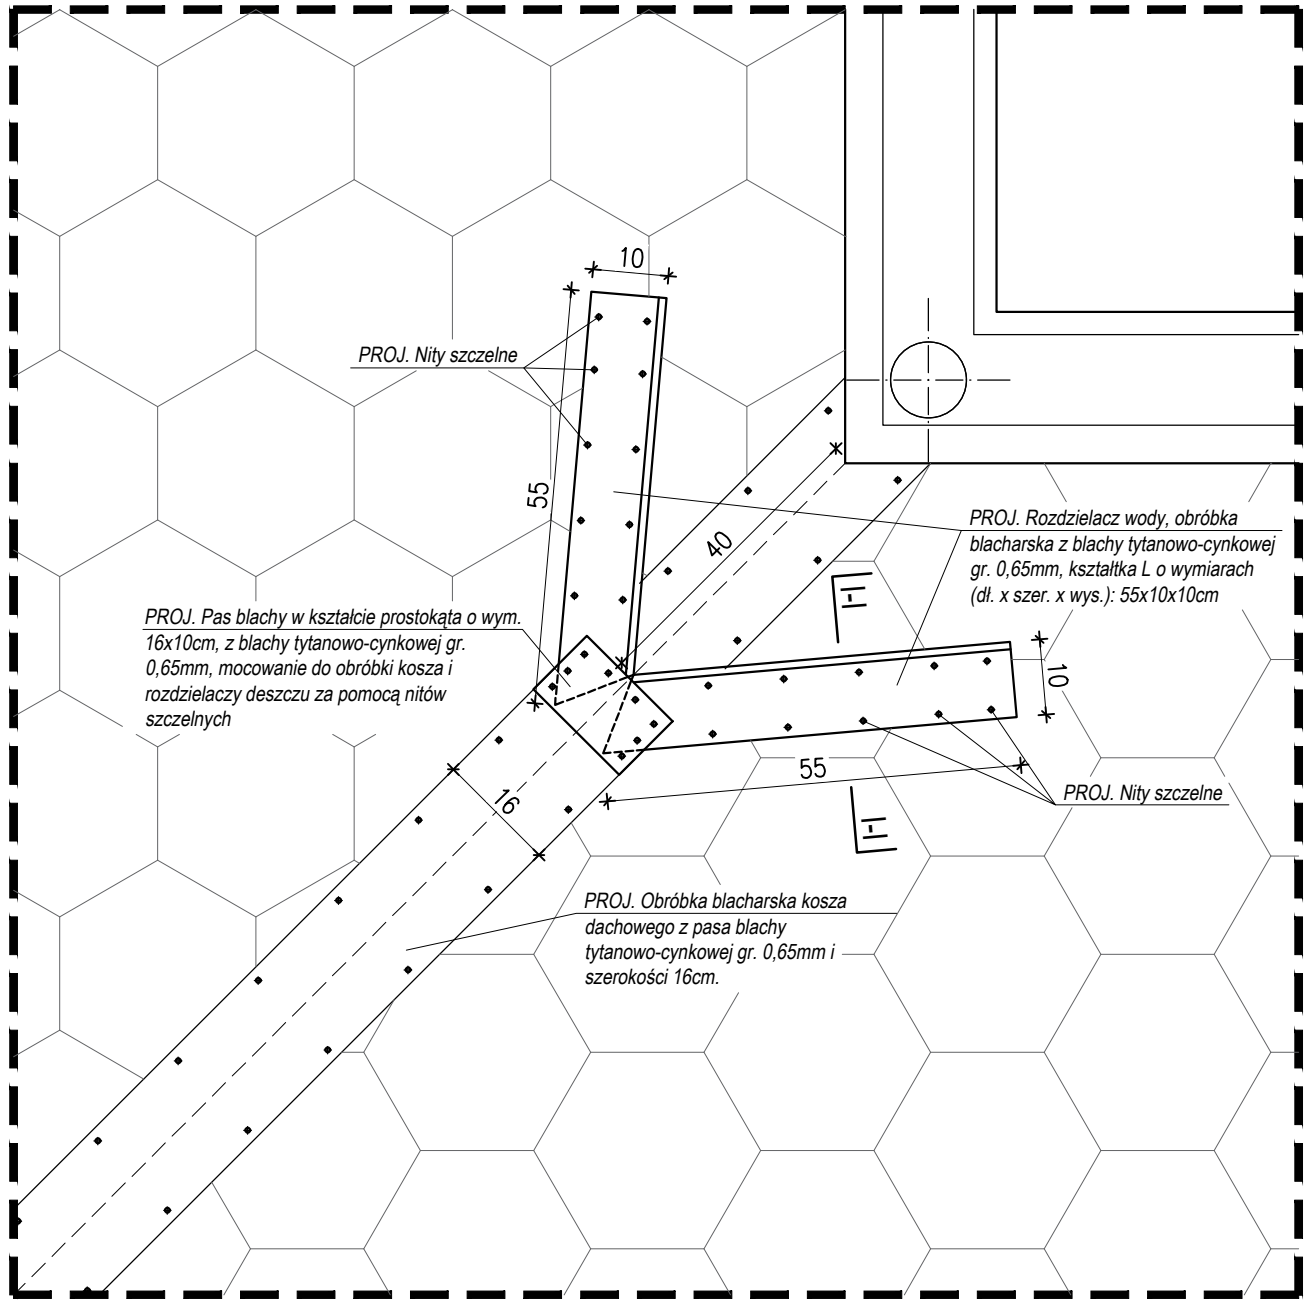 10
PROJ. Nity szczelne
55
40
PROJ. Rozdzielacz wody, obróbka
blacharska z blachy tytanowo-cynkowej
gr. 0,65mm, kształtka L o wymiarach
(dł. x szer. x wys.): 55x10x10cm
PROJ. Pas blachy w kształcie prostokąta o wym.
16x10cm, z blachy tytanowo-cynkowej gr.
0,65mm, mocowanie do obróbki kosza i
rozdzielaczy deszczu za pomocą nitów
szczelnych
10
55
PROJ. Nity szczelne
16
PROJ. Obróbka blacharska kosza
dachowego z pasa blachy
tytanowo-cynkowej gr. 0,65mm i
szerokości 16cm.